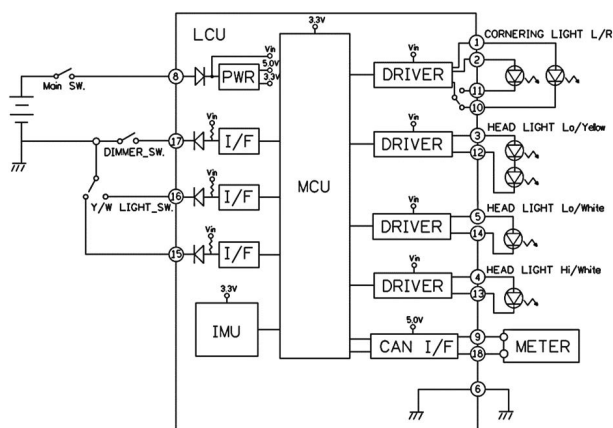 LCU
3.3V
Vin
5.0V
3.3V
PWR
8
Main SW.
17
DIMMER_SW.
Vin
I/F
16
Y/W LIGHT_SW.
Vin
I/F
15
Vin
I/F
3.3V
IMU
MCU
Vin
DRIVER
1
CORNERING LIGHT L/R
2
11
10
Vin
DRIVER
3
HEAD LIGHT Lo/Yellow
12
Vin
DRIVER
5
HEAD LIGHT Lo/White
14
Vin
DRIVER
4
HEAD LIGHT Hi/White
13
5.0V
CAN I/F
9
18
METER
6